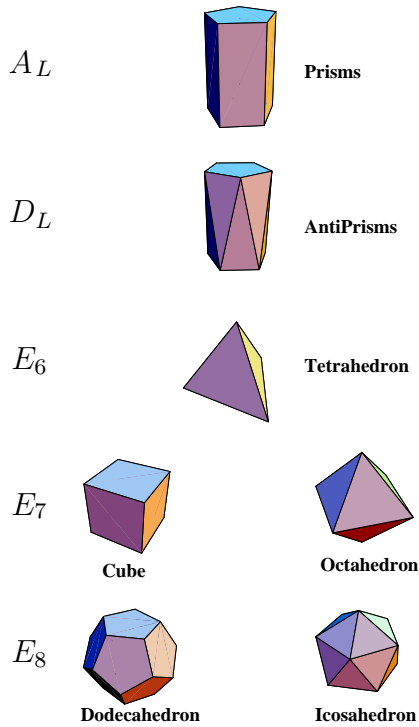 A_L Prisms
D_L AntiPrisms
E_6 Tetrahedron
E_7
Cube Octahedron
E_8
Dodecahedron Icosahedron